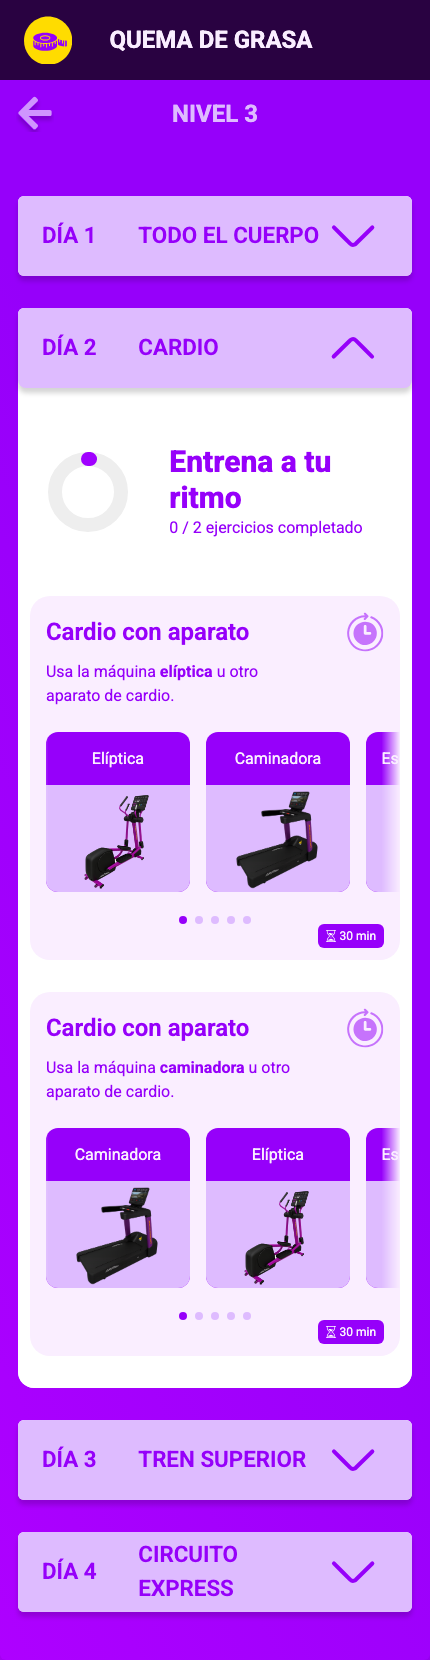 QUEMA DE GRASA
NIVEL 3
DÍA 1 TODO EL CUERPO
DÍA 2 CARDIO
Entrena a tu
ritmo
0 / 2 ejercicios completado
Cardio con aparato
Usa la máquina elíptica u otro
aparato de cardio.
Elíptica Caminadora Es
30 min
Cardio con aparato
Usa la máquina caminadora u otro
aparato de cardio.
Caminadora Elíptica Es
30 min
DÍA 3 TREN SUPERIOR
DÍA 4 CIRCUITO
EXPRESS